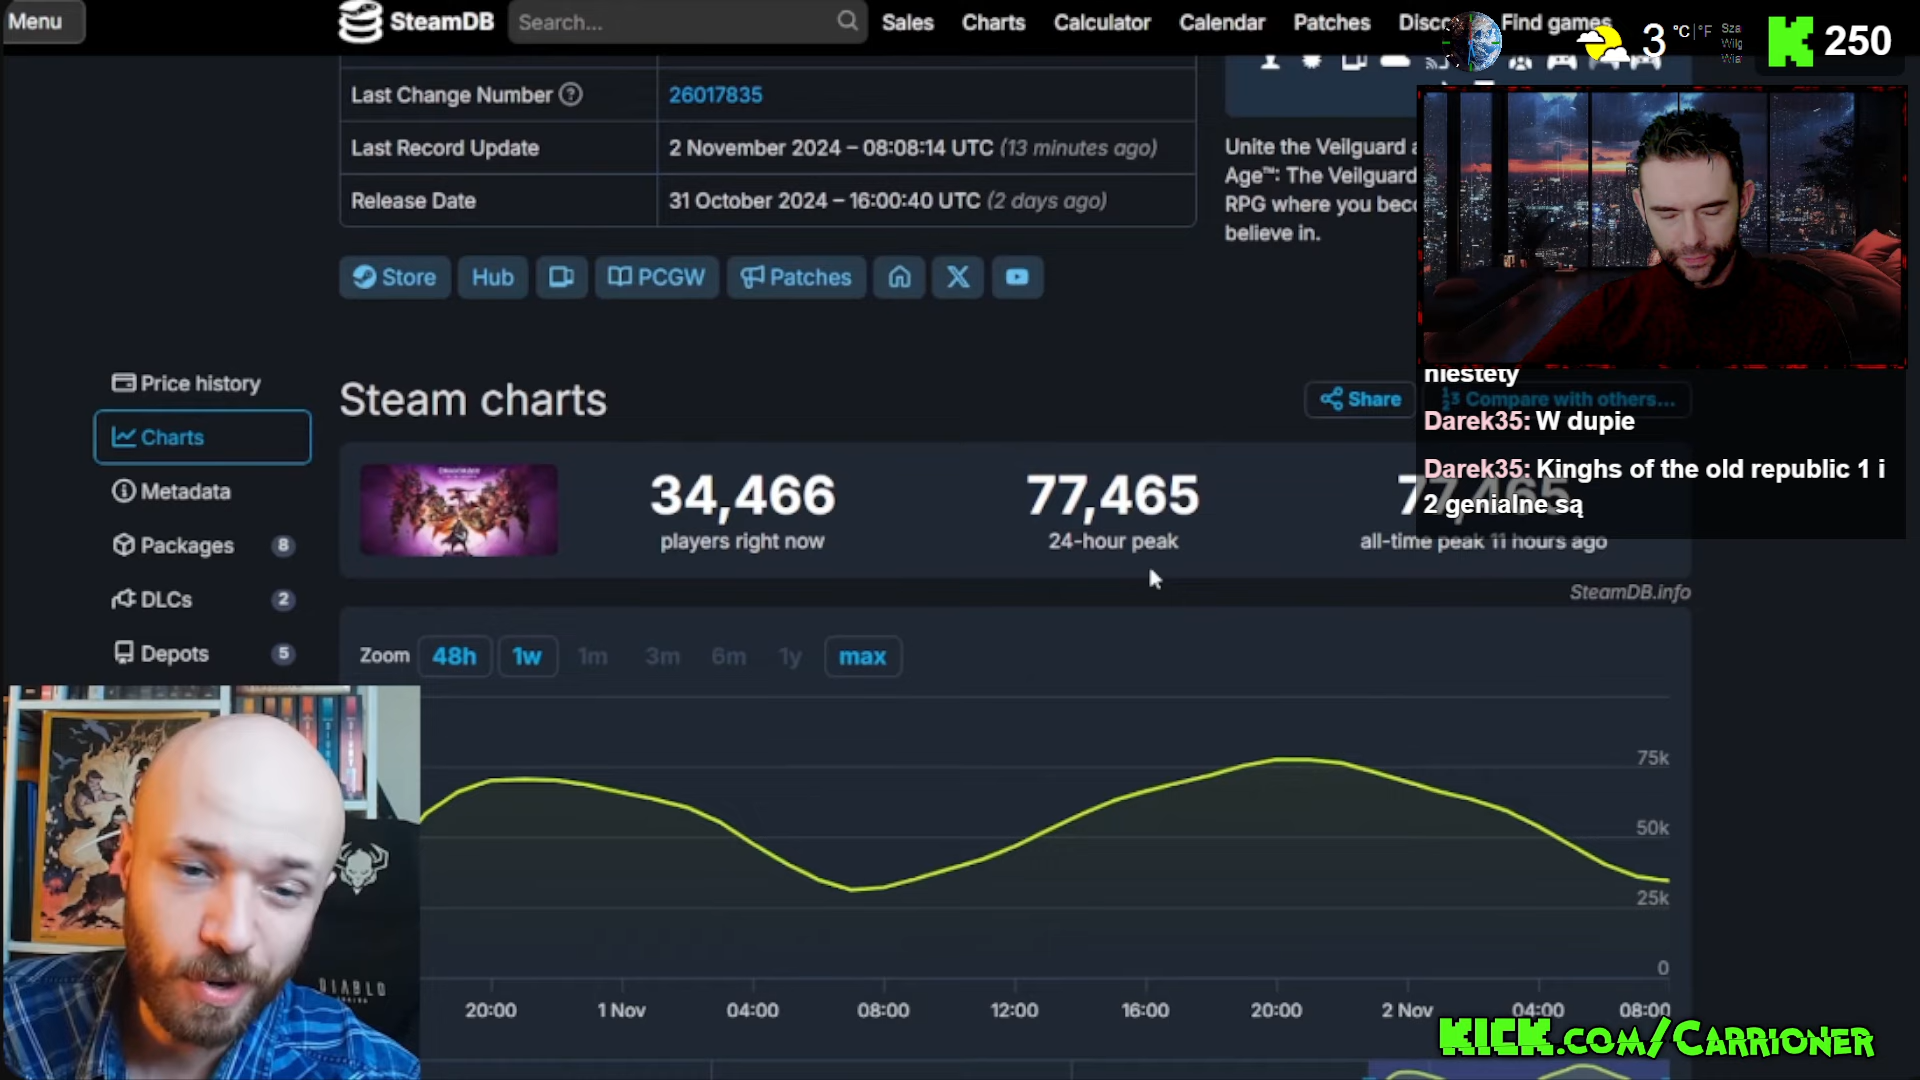 Menu
SteamDB
Search...
Sales Charts Calculator Calendar Patches Find games
3 °C | °F
250
Last Change Number ? 26017835
Last Record Update 2 November 2024 – 08:08:14 UTC (13 minutes ago)
Release Date 31 October 2024 – 16:00:40 UTC (2 days ago)
Unite the Veilguard
Age™: The Veilguard
RPG where you
believe in.
Store Hub PCGW Patches
Price history
Charts
Metadata
Packages 8
DLCs 2
Depots 5
Steam charts
Share Compare with others...
34,466
players right now
77,465
24-hour peak
77,465
all-time peak 11 hours ago
SteamDB.info
niestety
Darek35: W dupie
Darek35: Kinghs of the old republic 1 i
2 genialne są
Zoom 48h 1w 1m 3m 6m 1y max
75k
50k
25k
0
20:00 1 Nov 04:00 08:00 12:00 16:00 20:00 2 Nov 04:00 08:00
DIABLO
KICK.COM/CARRIONER